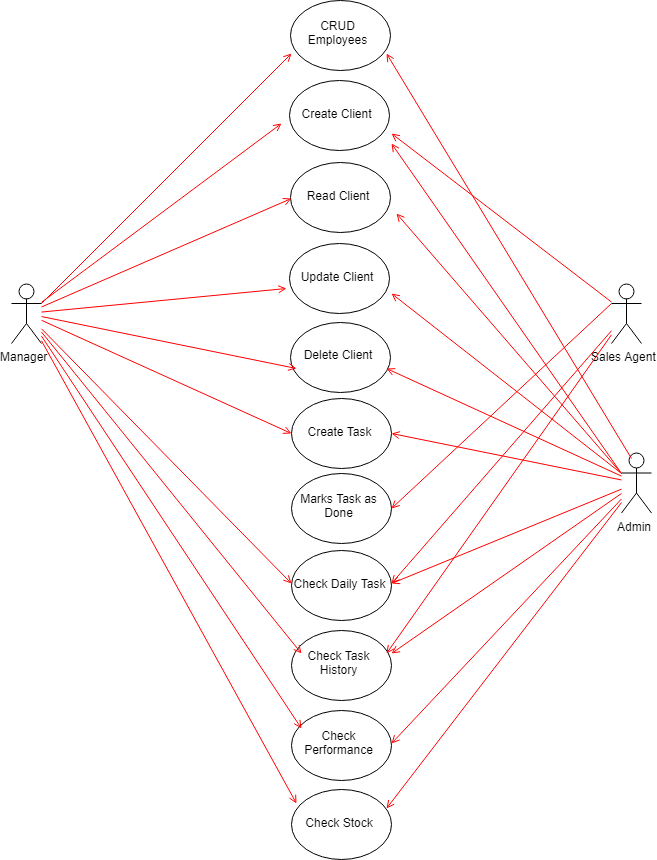 CRUD
Employees
Create Client
Read Client
Update Client
Manager
Sales Agent
Delete Client
Create Task
Marks Task as
Done
Admin
Check Daily Task
Check Task
History
Check
Performance
Check Stock